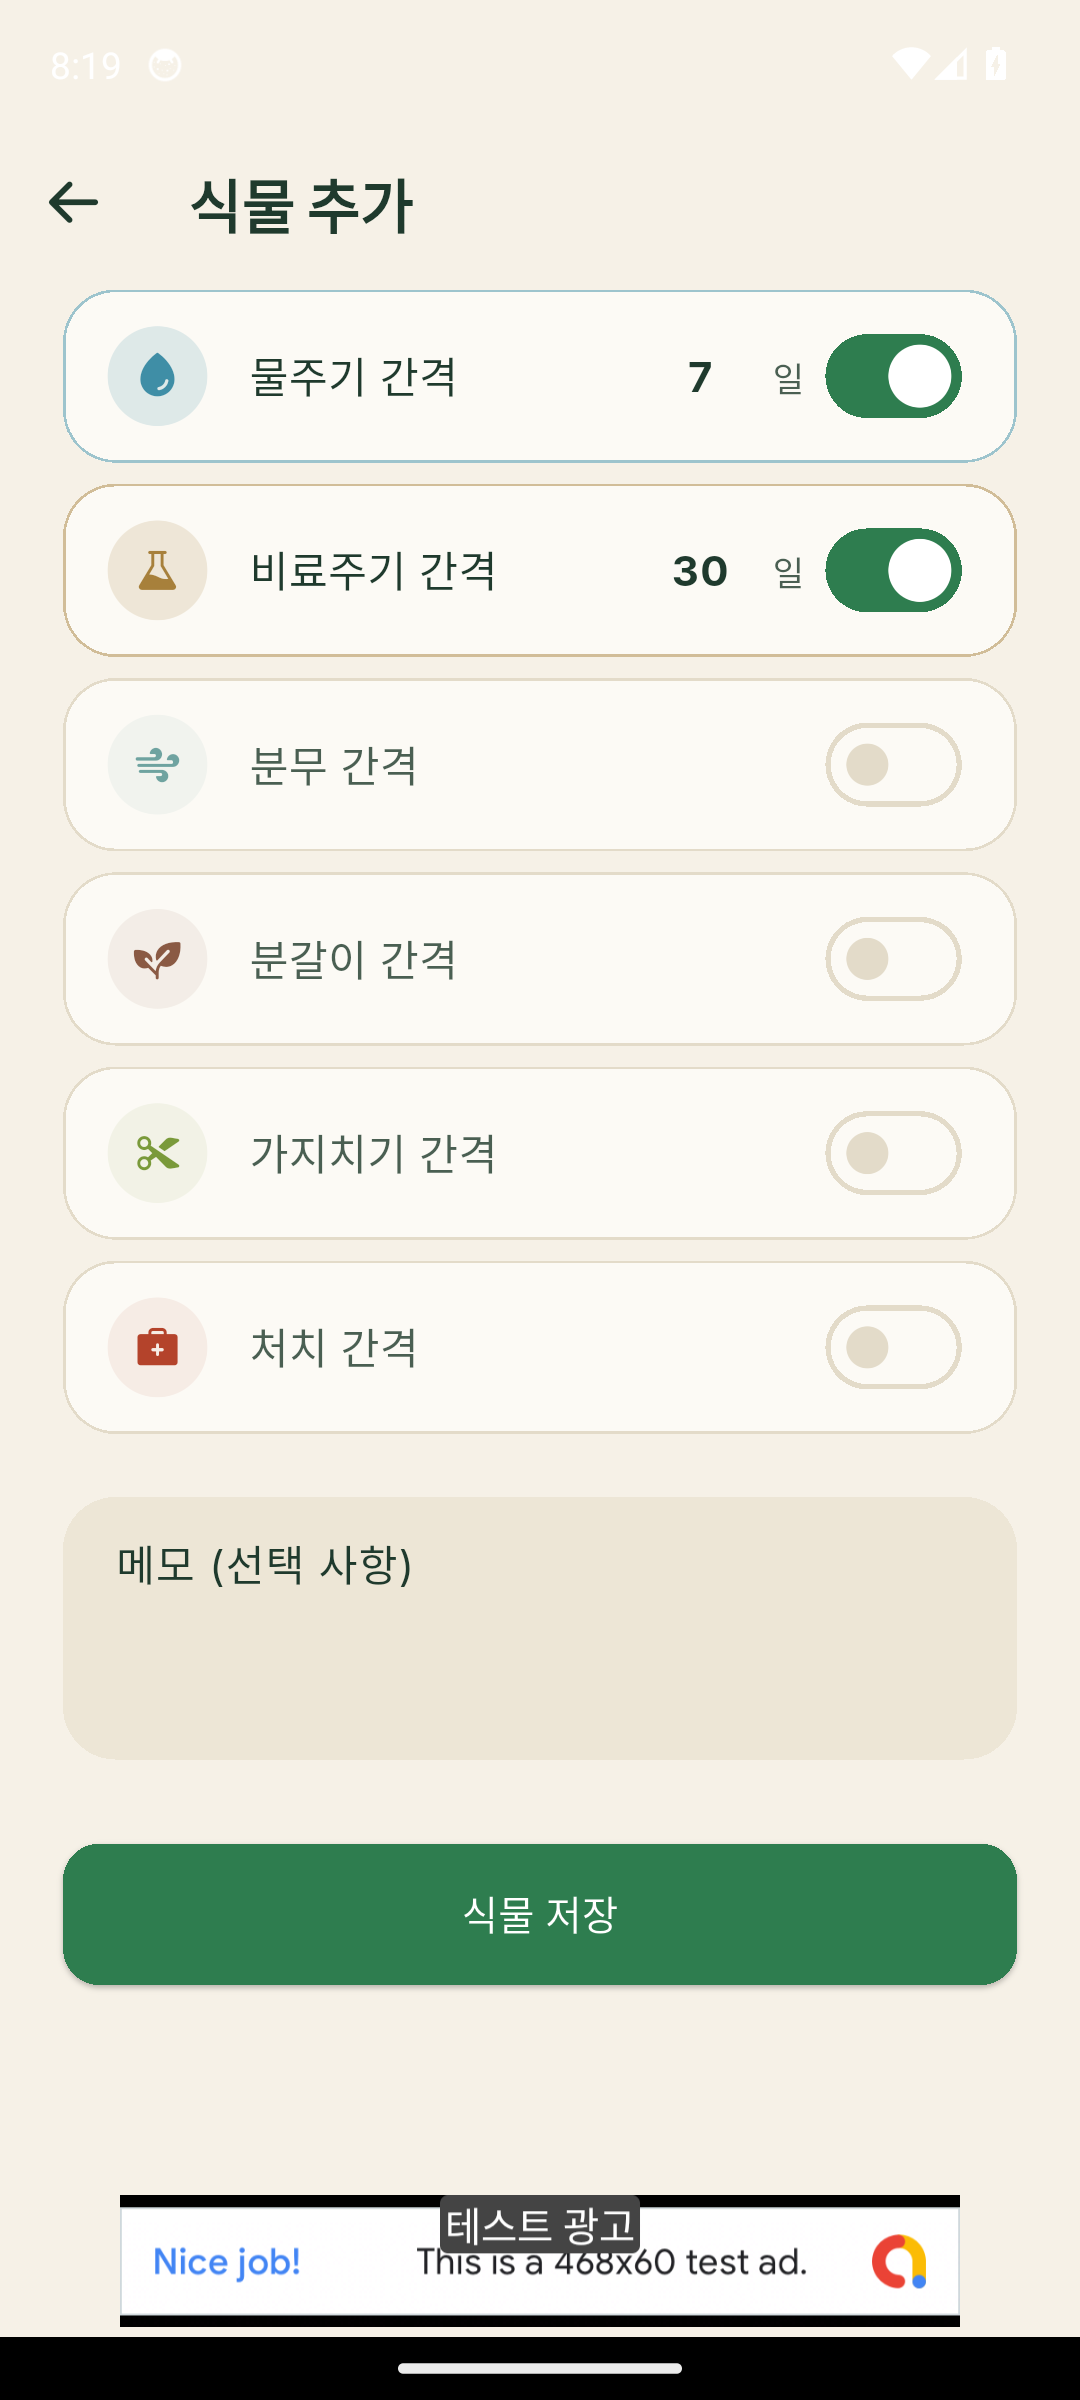 8:19
식물 추가
물주기 간격 7 일
비료주기 간격 30 일
분무 간격
분갈이 간격
가지치기 간격
처치 간격
메모 (선택 사항)
식물 저장
테스트 광고
Nice job! This is a 468x60 test ad.